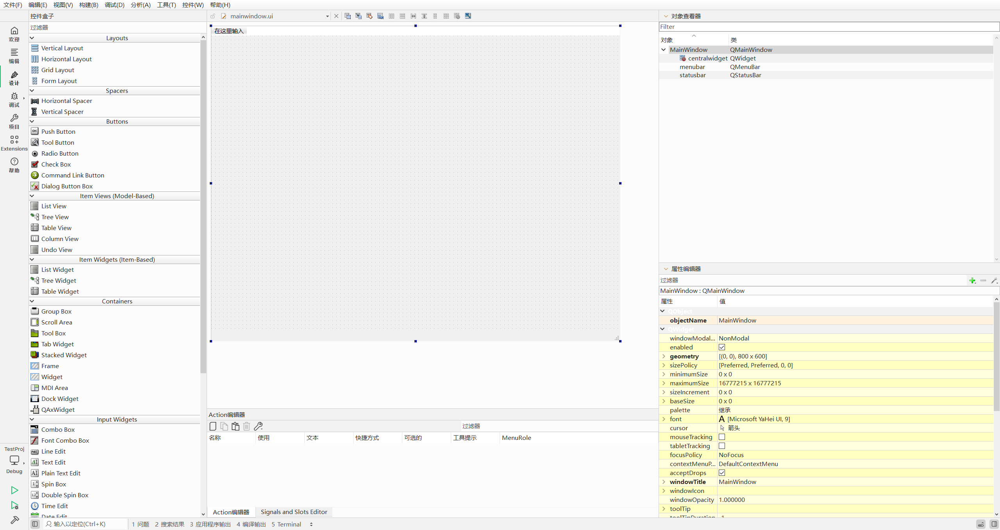 文件(F) 编辑(E) 视图(V) 构建(B) 调试(D) 分析(A) 工具(T) 控件(W) 帮助(H)
欢迎
编辑
设计
调试
项目
Extensions
帮助
TestProj
Debug
控件盒子
过滤器
Layouts
Vertical Layout
Horizontal Layout
Grid Layout
Form Layout
Spacers
Horizontal Spacer
Vertical Spacer
Buttons
Push Button
Tool Button
Radio Button
Check Box
Command Link Button
Dialog Button Box
Item Views (Model-Based)
List View
Tree View
Table View
Column View
Undo View
Item Widgets (Item-Based)
List Widget
Tree Widget
Table Widget
Containers
Group Box
Scroll Area
Tool Box
Tab Widget
Stacked Widget
Frame
Widget
MDI Area
Dock Widget
QAxWidget
Input Widgets
Combo Box
Font Combo Box
Line Edit
Text Edit
Plain Text Edit
Spin Box
Double Spin Box
Time Edit
Date Edit
mainwindow.ui
在这里输入
Action编辑器
过滤器
名称 使用 文本 快捷方式 可选的 工具提示 MenuRole
Action编辑器 Signals and Slots Editor
对象查看器
Filter
对象 类
MainWindow QMainWindow
centralwidget QWidget
menubar QMenuBar
statusbar QStatusBar
属性编辑器
过滤器
MainWindow : QMainWindow
属性 值
QObject
objectName MainWindow
QWidget
windowModal... NonModal
enabled
geometry [(0, 0), 800 x 600]
sizePolicy [Preferred, Preferred, 0, 0]
minimumSize 0 x 0
maximumSize 16777215 x 16777215
sizeIncrement 0 x 0
baseSize 0 x 0
palette 继承
font A [Microsoft YaHei UI, 9]
cursor 箭头
mouseTracking
tabletTracking
focusPolicy NoFocus
contextMenuP... DefaultContextMenu
acceptDrops
windowTitle MainWindow
windowIcon
windowOpacity 1.000000
toolTip
toolTipDuration -1
输入以定位(Ctrl+K) 1 问题 2 搜索结果 3 应用程序输出 4 编译输出 5 Terminal